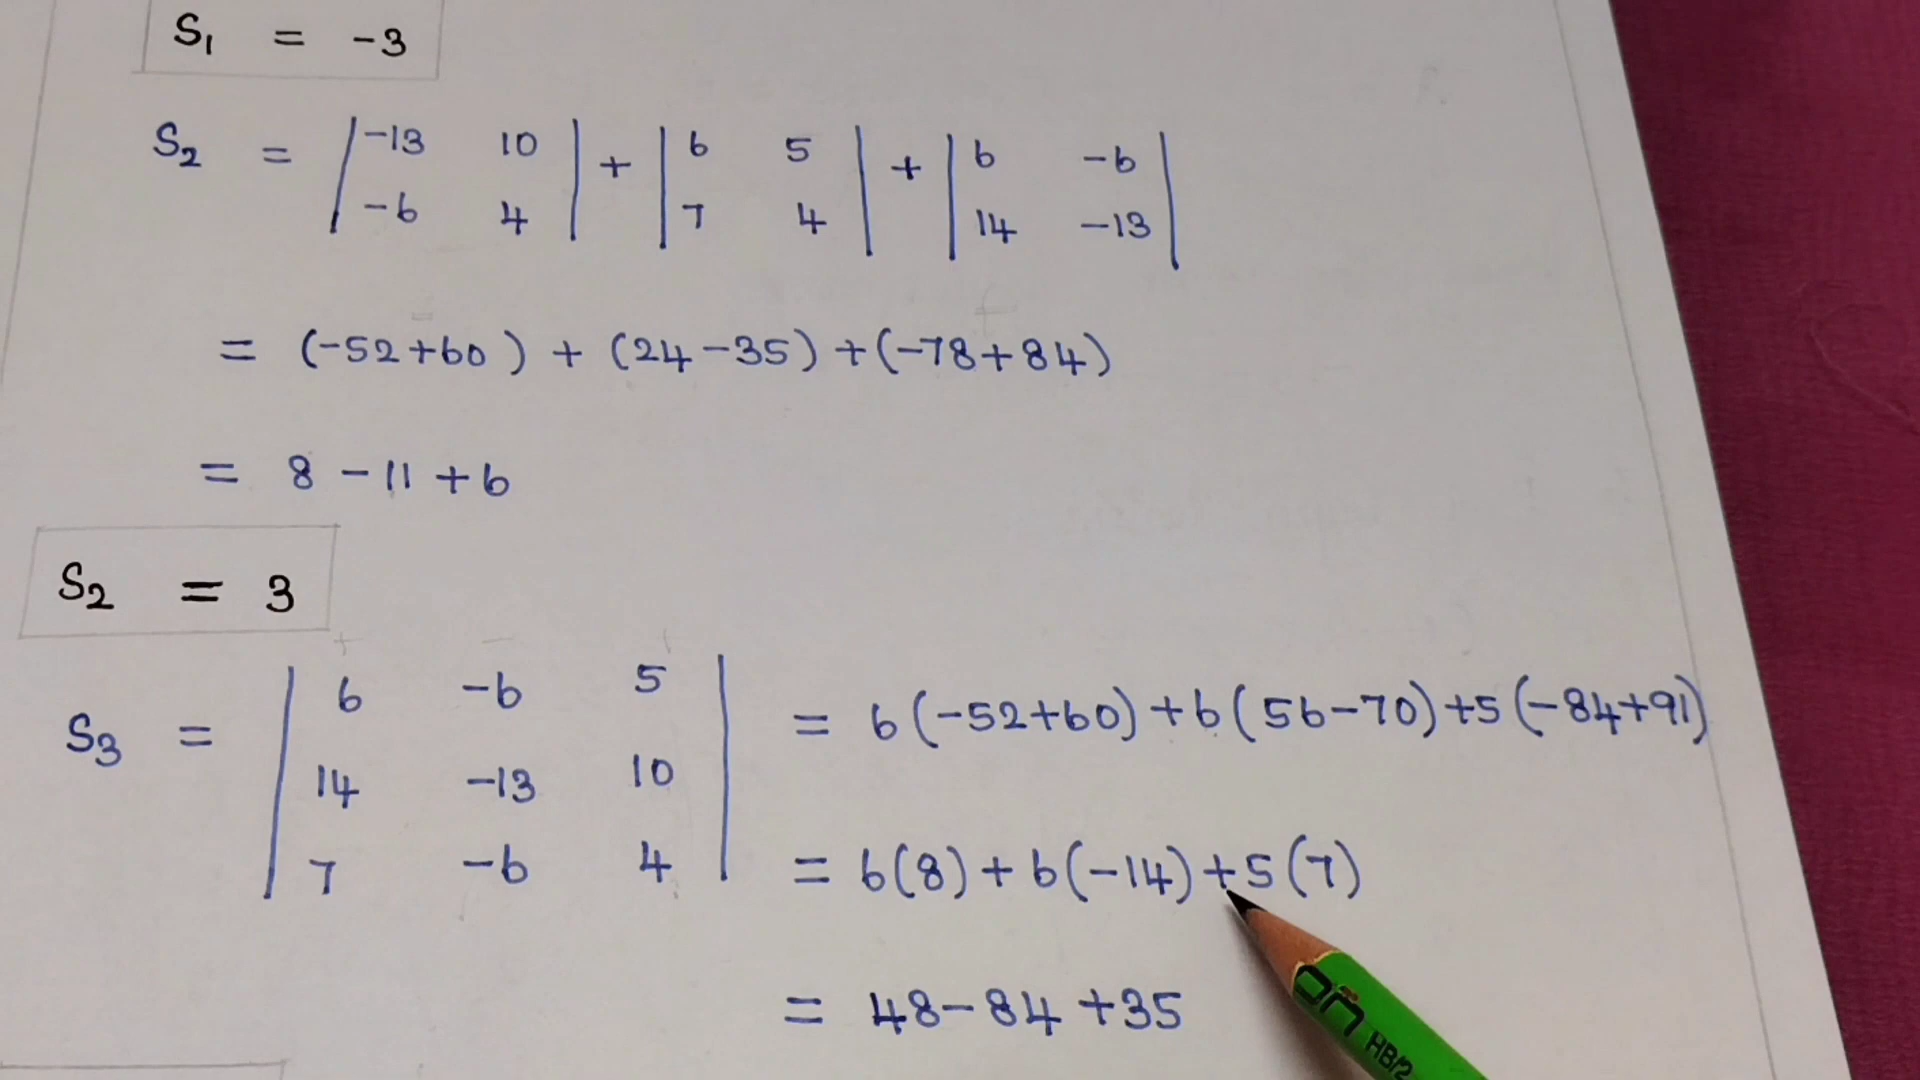 S₁ = -3
S₂ = | -13 10 | + | 6 5 | + | 6 -6 |
| -6 4 | | 7 4 | | 14 -13 |
= (-52+60) + (24-35) + (-78+84)
= 8 - 11 + 6
S₂ = 3
+ - +
S₃ = | 6 -6 5 | = 6(-52+60)+6(56-70)+5(-84+91)
| 14 -13 10 |
| 7 -6 4 | = 6(8) + 6(-14) + 5(7)
= 48-84+35
HB/2